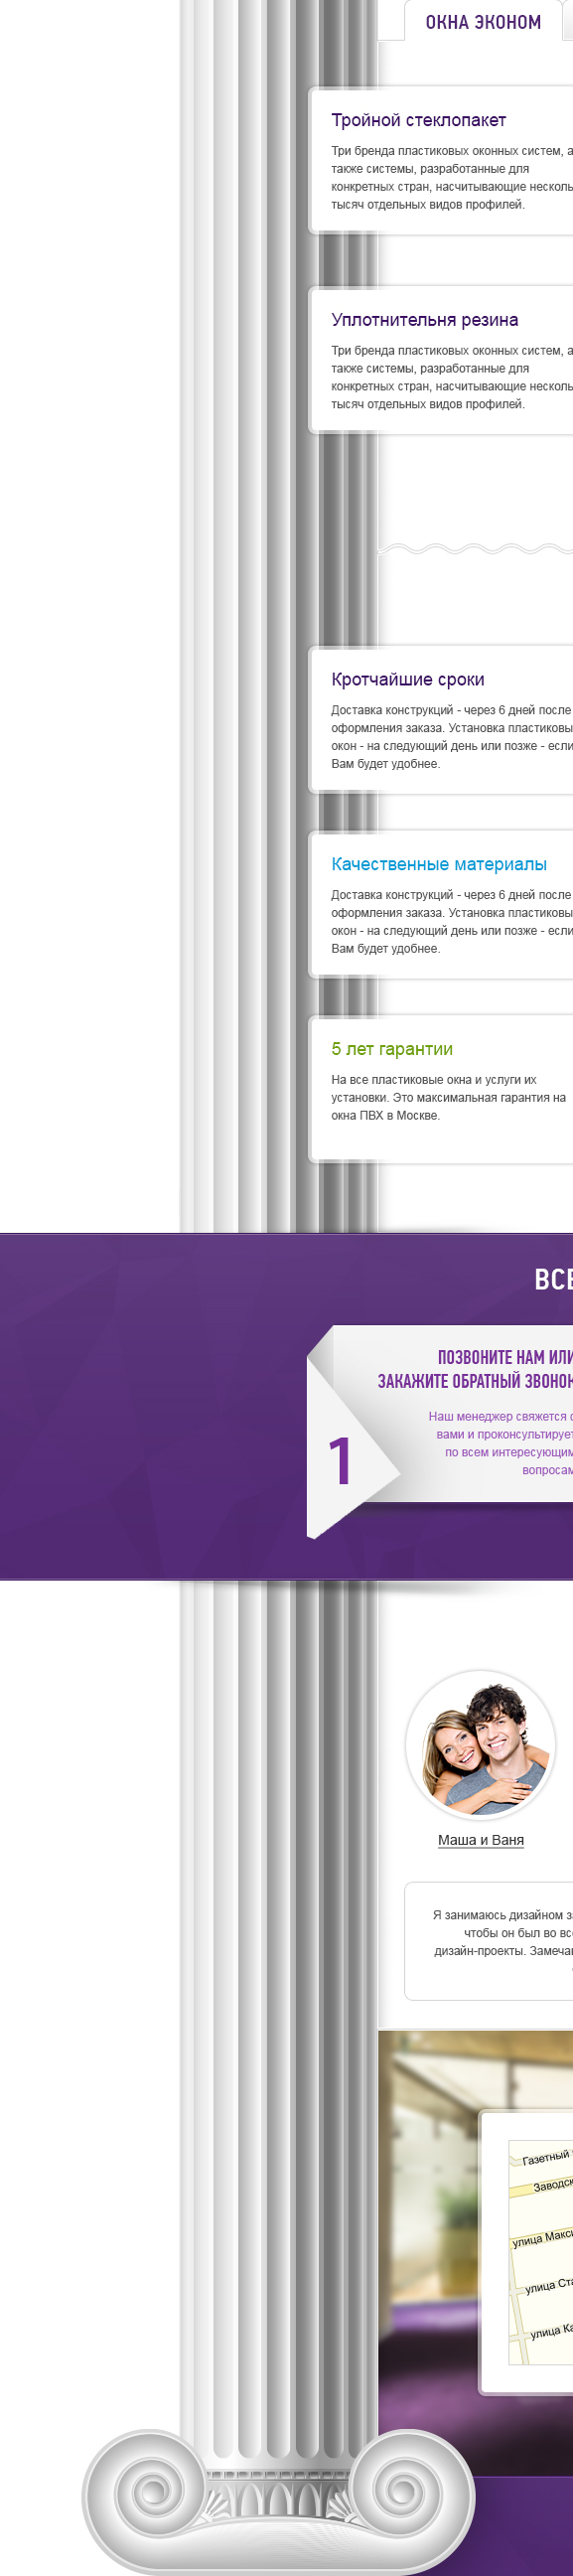 ОКНА ЭКОНОМ
Тройной стеклопакет
Три бренда пластиковых оконных систем, а
также системы, разработанные для
конкретных стран, насчитывающие несколь
тысяч отдельных видов профилей.
Уплотнительня резина
Три бренда пластиковых оконных систем, а
также системы, разработанные для
конкретных стран, насчитывающие несколь
тысяч отдельных видов профилей.
Кротчайшие сроки
Доставка конструкций - через 6 дней после
оформления заказа. Установка пластиковы
окон - на следующий день или позже - если
Вам будет удобнее.
Качественные материалы
Доставка конструкций - через 6 дней после
оформления заказа. Установка пластиковы
окон - на следующий день или позже - если
Вам будет удобнее.
5 лет гарантии
На все пластиковые окна и услуги их
установки. Это максимальная гарантия на
окна ПВХ в Москве.
ВСЕ
ПОЗВОНИТЕ НАМ ИЛИ
ЗАКАЖИТЕ ОБРАТНЫЙ ЗВОНОК
Наш менеджер свяжется с
вами и проконсультирует
по всем интересующим
вопросам
1
Маша и Ваня
Я занимаюсь дизайном за
чтобы он был во вс
дизайн-проекты. Замеча
Газетный
Заводск
улица Макси
улица Ста
улица Ка